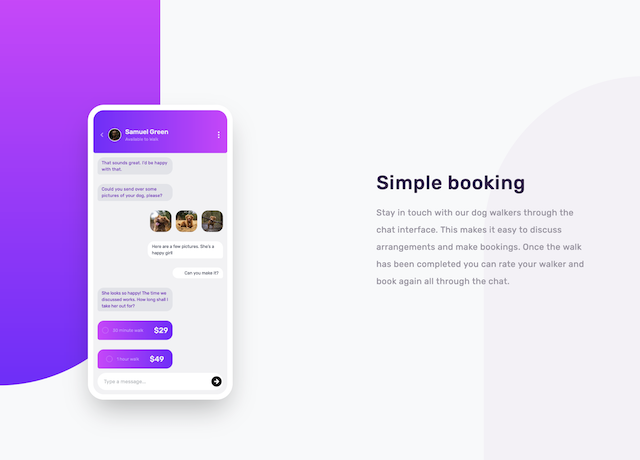 Samuel Green
Available to Walk
That sounds great. I'd be happy
with that.
Could you send over some
pictures of your dog, please?
Here are a few pictures. She's a
happy girl!
Can you make it?
She looks so happy! The time we
discussed works. How long shall I
take her out for?
30 minute walk $29
1 hour walk $49
Type a message...
Simple booking
Stay in touch with our dog walkers through the
chat interface. This makes it easy to discuss
arrangements and make bookings. Once the walk
has been completed you can rate your walker and
book again all through the chat.